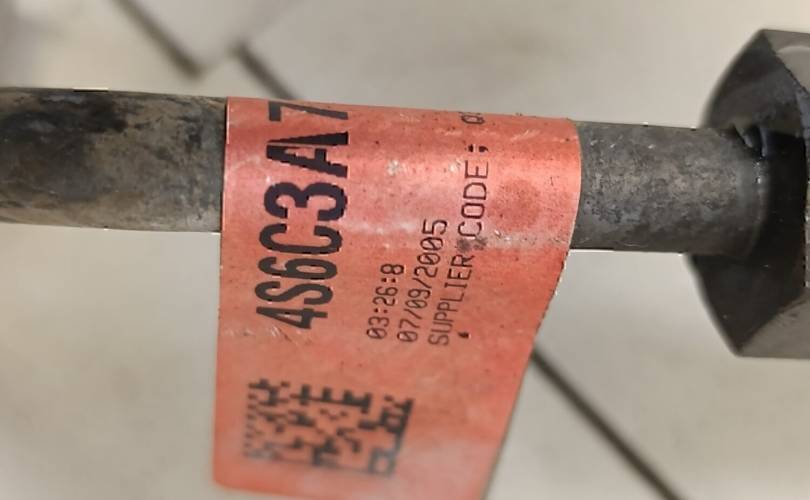 4S6C3A7
03:26:8
07/09/2005
SUPPLIER CODE;